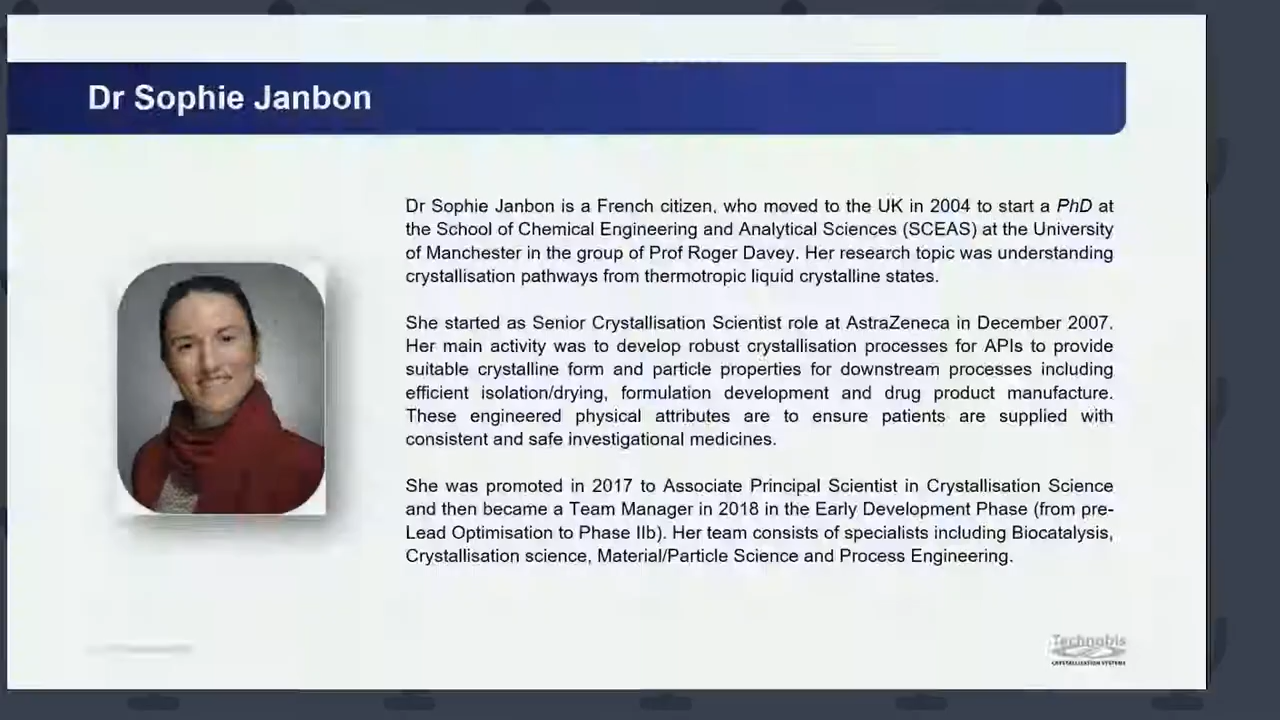 Dr Sophie Janbon
Dr Sophie Janbon is a French citizen, who moved to the UK in 2004 to start a PhD at
the School of Chemical Engineering and Analytical Sciences (SCEAS) at the University
of Manchester in the group of Prof Roger Davey. Her research topic was understanding
crystallisation pathways from thermotropic liquid crystalline states.
She started as Senior Crystallisation Scientist role at AstraZeneca in December 2007.
Her main activity was to develop robust crystallisation processes for APIs to provide
suitable crystalline form and particle properties for downstream processes including
efficient isolation/drying, formulation development and drug product manufacture.
These engineered physical attributes are to ensure patients are supplied with
consistent and safe investigational medicines.
She was promoted in 2017 to Associate Principal Scientist in Crystallisation Science
and then became a Team Manager in 2018 in the Early Development Phase (from pre-
Lead Optimisation to Phase IIb). Her team consists of specialists including Biocatalysis,
Crystallisation science, Material/Particle Science and Process Engineering.
Technobis
CRYSTALLIZATION SYSTEMS